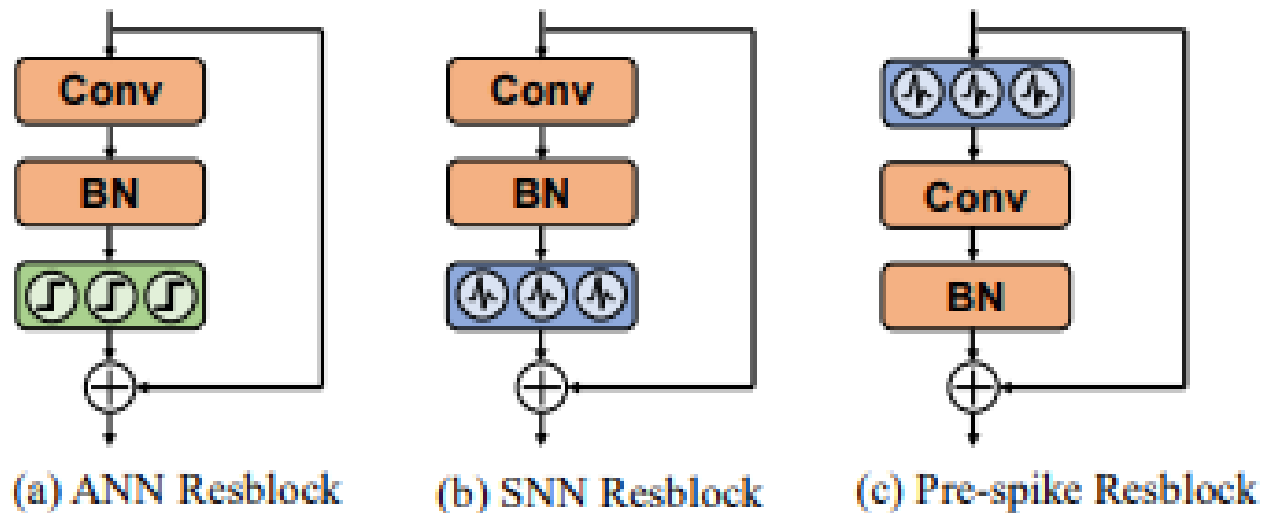 Conv
BN
(a) ANN Resblock
Conv
BN
(b) SNN Resblock
Conv
BN
(c) Pre-spike Resblock